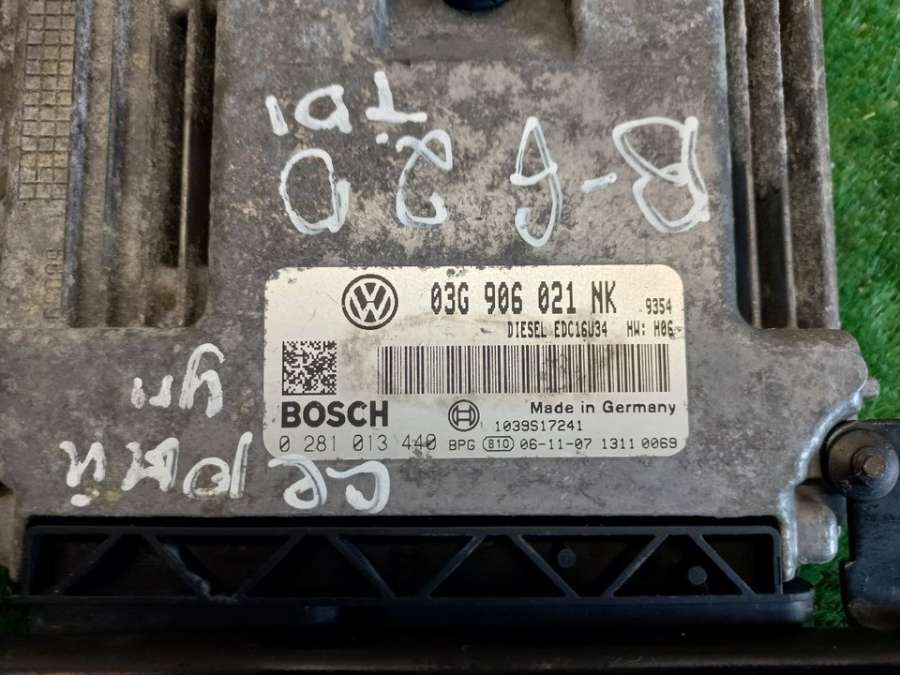 B-6 2.0
TDI
03G 906 021 NK 9354
DIESEL EDC16U34 HW: H06
BOSCH
Made in Germany
1039S17241
0 281 013 440 BPG 810 06-11-07 1311 0069